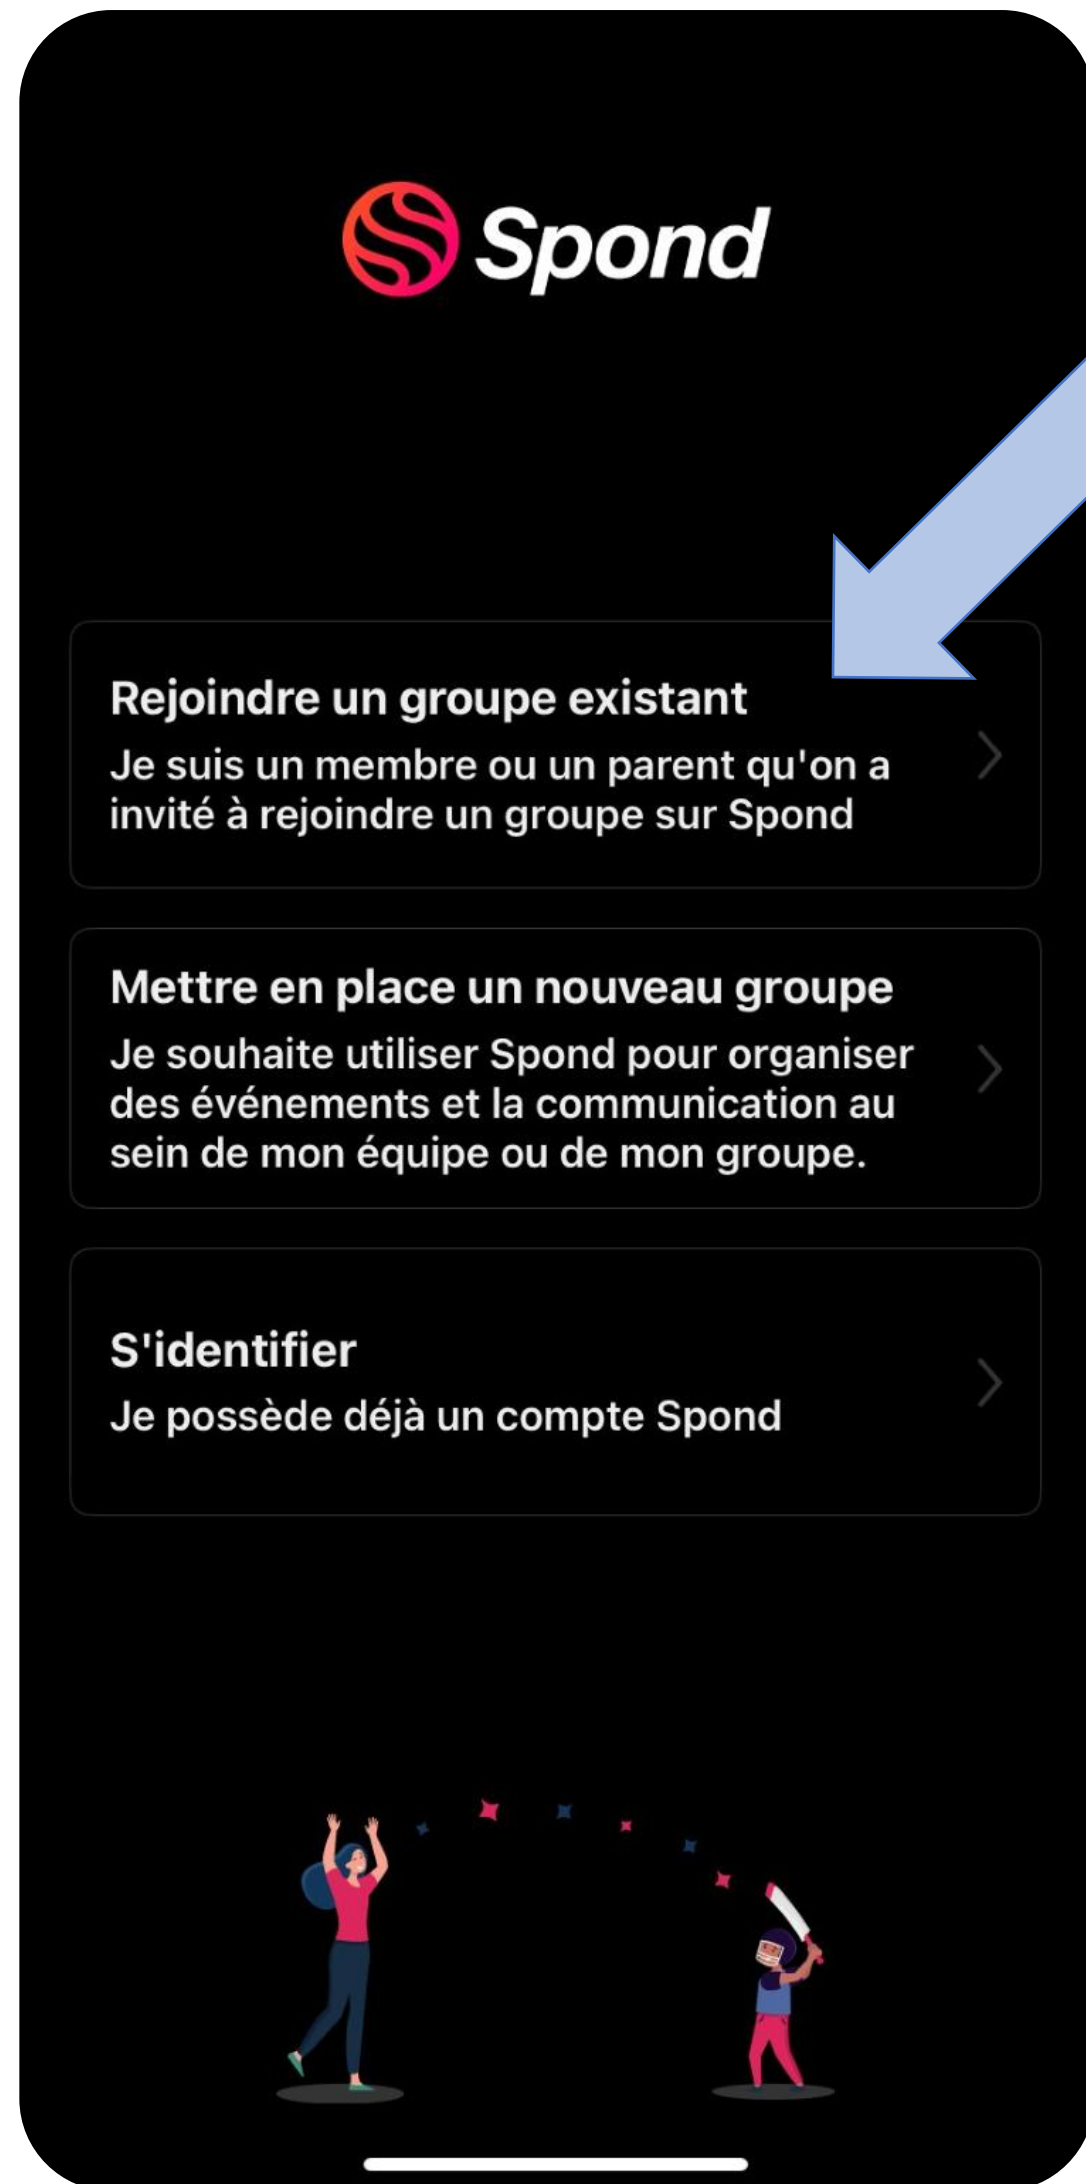 Spond
Rejoindre un groupe existant
Je suis un membre ou un parent qu'on a
invité à rejoindre un groupe sur Spond
Mettre en place un nouveau groupe
Je souhaite utiliser Spond pour organiser
des événements et la communication au
sein de mon équipe ou de mon groupe.
S'identifier
Je possède déjà un compte Spond